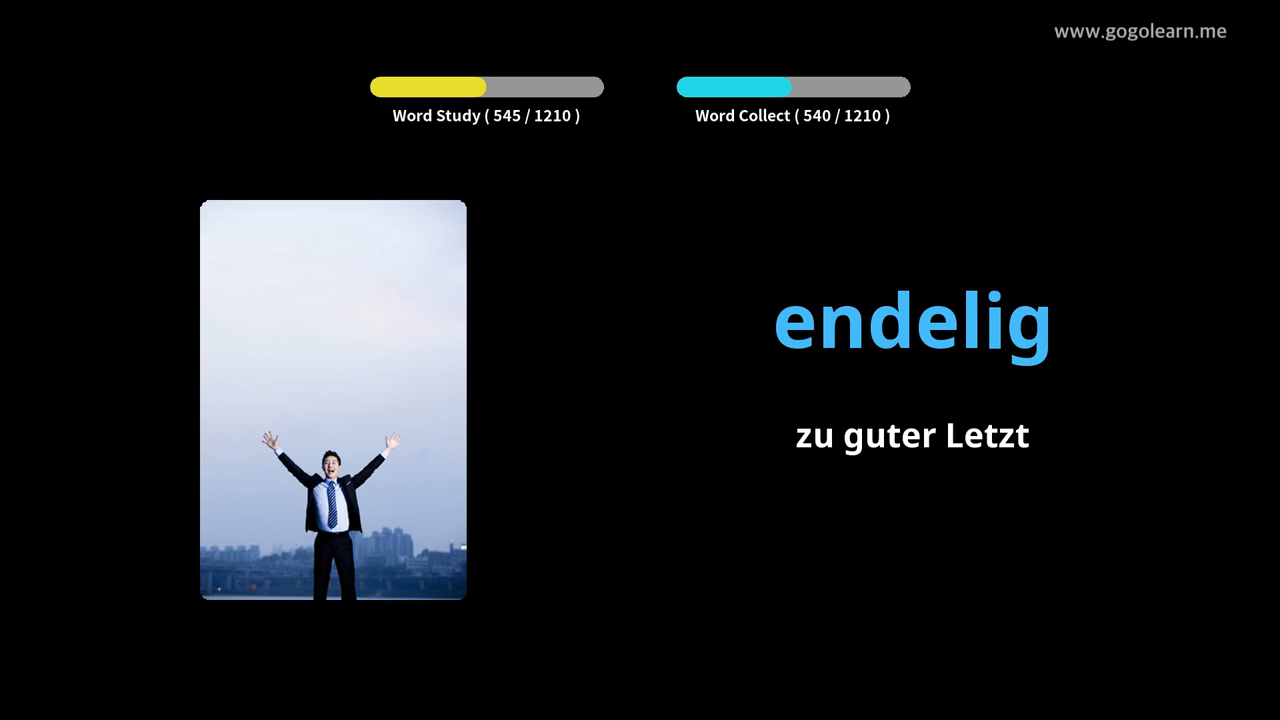 www.gogolearn.me
Word Study ( 545 / 1210 )
Word Collect ( 540 / 1210 )
endelig
zu guter Letzt